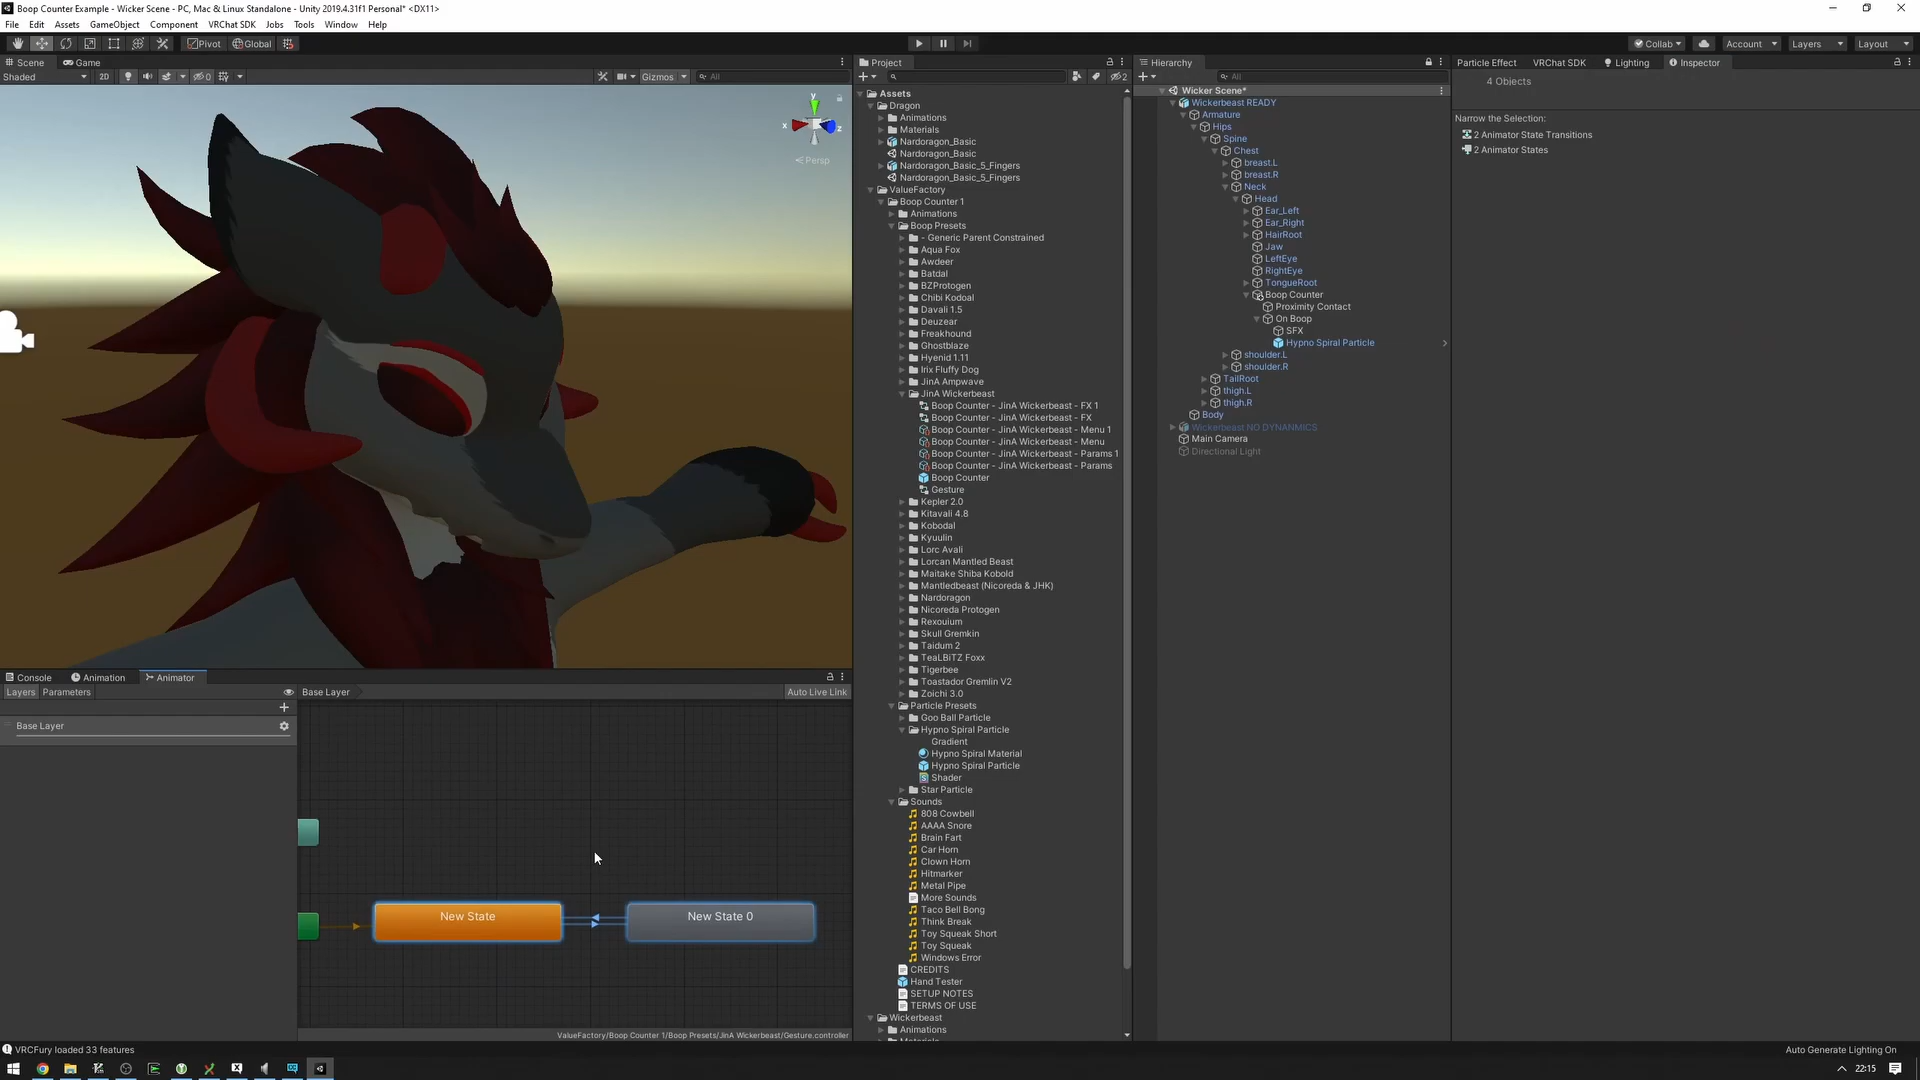 Boop Counter Example - Wicker Scene - PC, Mac & Linux Standalone - Unity 2019.4.31f1 Personal* <DX11>
File Edit Assets GameObject Component VRChat SDK Jobs Tools Window Help
Pivot Global
Collab Account Layers Layout
Scene Game
Shaded 2D 0 Gizmos All
y
x
z
Persp
Console Animation Animator
Layers Parameters Base Layer Auto Live Link
Base Layer
New State
New State 0
ValueFactory/Boop Counter 1/Boop Presets/JinA Wickerbeast/Gesture.controller
Project
2
Assets
Dragon
Animations
Materials
Nardoragon_Basic
Nardoragon_Basic
Nardoragon_Basic_5_Fingers
Nardoragon_Basic_5_Fingers
ValueFactory
Boop Counter 1
Animations
Boop Presets
- Generic Parent Constrained
Aqua Fox
Awdeer
Batdal
BZProtogen
Chibi Kodoal
Davali 1.5
Deuzear
Freakhound
Ghostblaze
Hyenid 1.11
Irix Fluffy Dog
JinA Ampwave
JinA Wickerbeast
Boop Counter - JinA Wickerbeast - FX 1
Boop Counter - JinA Wickerbeast - FX
Boop Counter - JinA Wickerbeast - Menu 1
Boop Counter - JinA Wickerbeast - Menu
Boop Counter - JinA Wickerbeast - Params 1
Boop Counter - JinA Wickerbeast - Params
Boop Counter
Gesture
Kepler 2.0
Kitavali 4.8
Kobodal
Kyuulin
Lorc Avali
Lorcan Mantled Beast
Maitake Shiba Kobold
Mantledbeast (Nicoreda & JHK)
Nardoragon
Nicoreda Protogen
Rexouium
Skull Gremkin
Taidum 2
TeaLBiTZ Foxx
Tigerbee
Toastador Gremlin V2
Zoichi 3.0
Particle Presets
Goo Ball Particle
Hypno Spiral Particle
Gradient
Hypno Spiral Material
Hypno Spiral Particle
Shader
Star Particle
Sounds
808 Cowbell
AAAA Snore
Brain Fart
Car Horn
Clown Horn
Hitmarker
Metal Pipe
More Sounds
Taco Bell Bong
Think Break
Toy Squeak Short
Toy Squeak
Windows Error
CREDITS
Hand Tester
SETUP NOTES
TERMS OF USE
Wickerbeast
Animations
Hierarchy
All
Wicker Scene*
Wickerbeast READY
Armature
Hips
Spine
Chest
breast.L
breast.R
Neck
Head
Ear_Left
Ear_Right
HairRoot
Jaw
LeftEye
RightEye
TongueRoot
Boop Counter
Proximity Contact
On Boop
SFX
Hypno Spiral Particle
shoulder.L
shoulder.R
TailRoot
thigh.L
thigh.R
Body
Wickerbeast NO DYNANMICS
Main Camera
Directional Light
Particle Effect VRChat SDK Lighting Inspector
4 Objects
Narrow the Selection:
2 Animator State Transitions
2 Animator States
VRCFury loaded 33 features
Auto Generate Lighting On
22:15